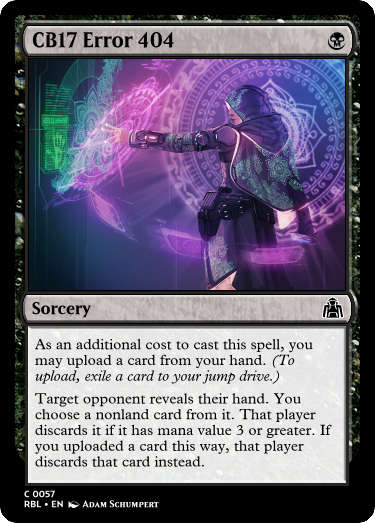 CB17 Error 404
Sorcery
As an additional cost to cast this spell, you
may upload a card from your hand. (To
upload, exile a card to your jump drive.)
Target opponent reveals their hand. You
choose a nonland card from it. That player
discards it if it has mana value 3 or greater. If
you uploaded a card this way, that player
discards that card instead.
C 0057
RBL • EN Adam Schumpert